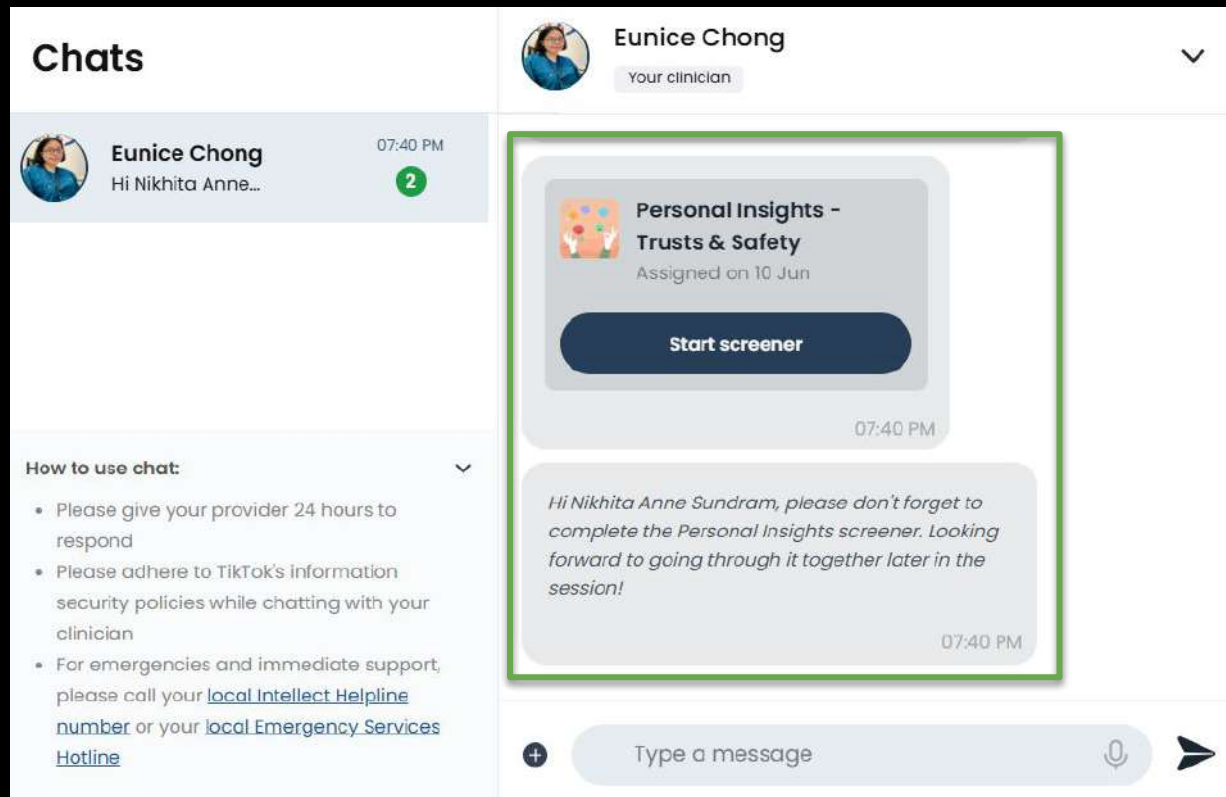 Chats
Eunice Chong
07:40 PM
Hi Nikhita Anne...
2
How to use chat:
• Please give your provider 24 hours to
respond
• Please adhere to TikTok's information
security policies while chatting with your
clinician
• For emergencies and immediate support,
please call your local Intellect Helpline
number or your local Emergency Services
Hotline
Eunice Chong
Your clinician
Personal Insights -
Trusts & Safety
Assigned on 10 Jun
Start screener
07:40 PM
Hi Nikhita Anne Sundram, please don't forget to
complete the Personal Insights screener. Looking
forward to going through it together later in the
session!
07:40 PM
Type a message